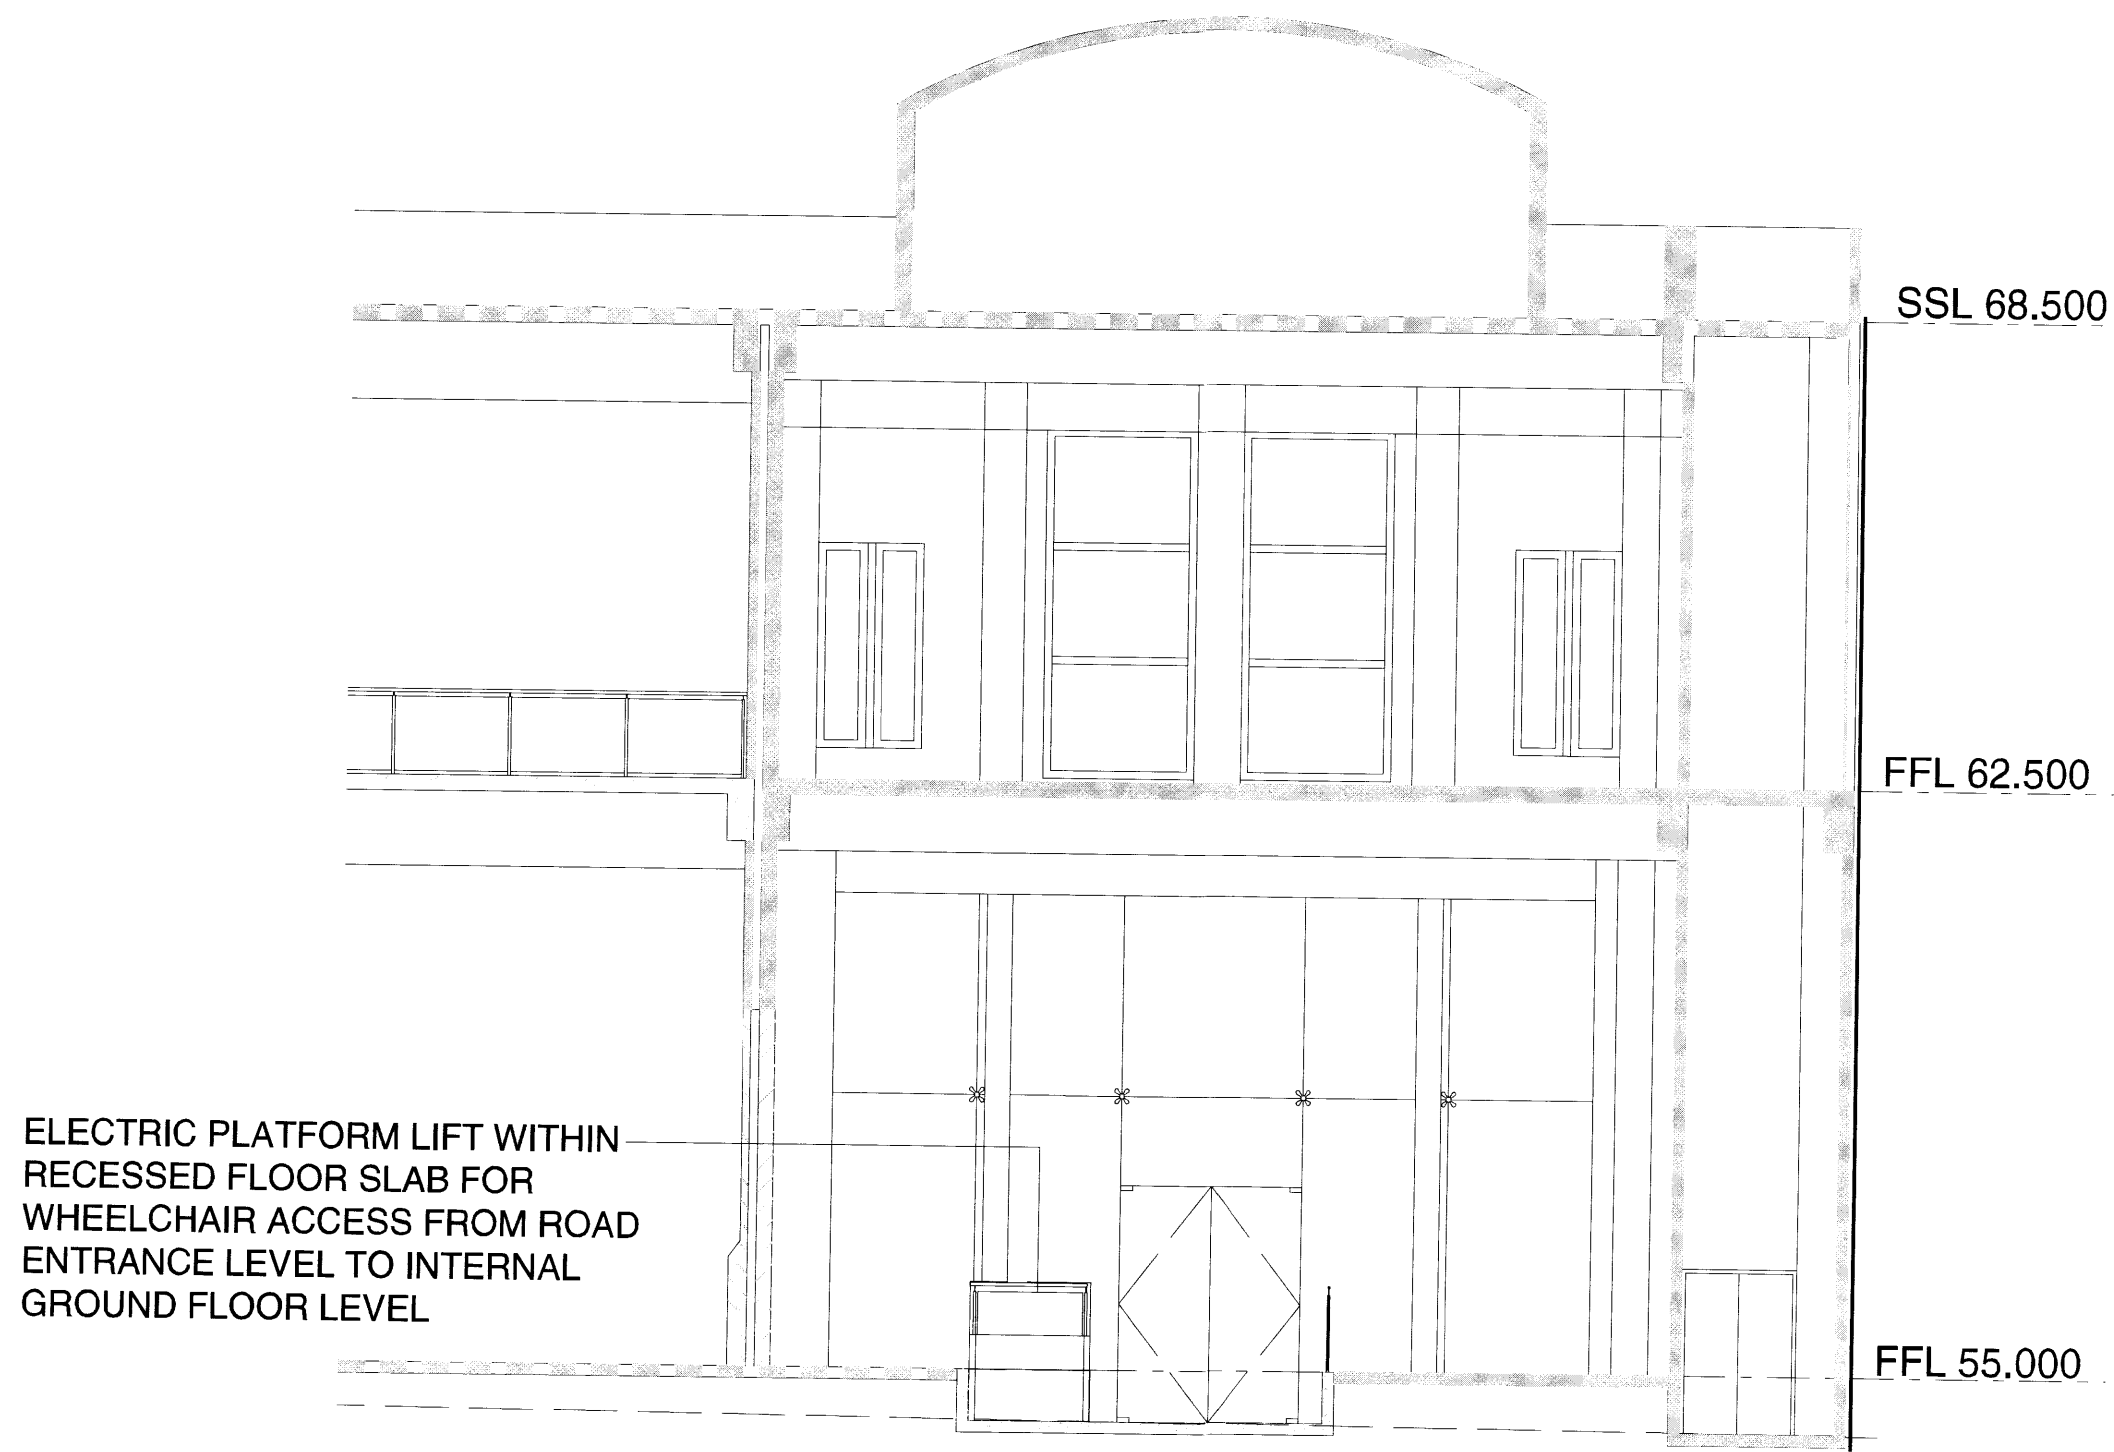 SSL 68.500
FFL 62.500
ELECTRIC PLATFORM LIFT WITHIN
RECESSED FLOOR SLAB FOR
WHEELCHAIR ACCESS FROM ROAD
ENTRANCE LEVEL TO INTERNAL
GROUND FLOOR LEVEL
FFL 55.000